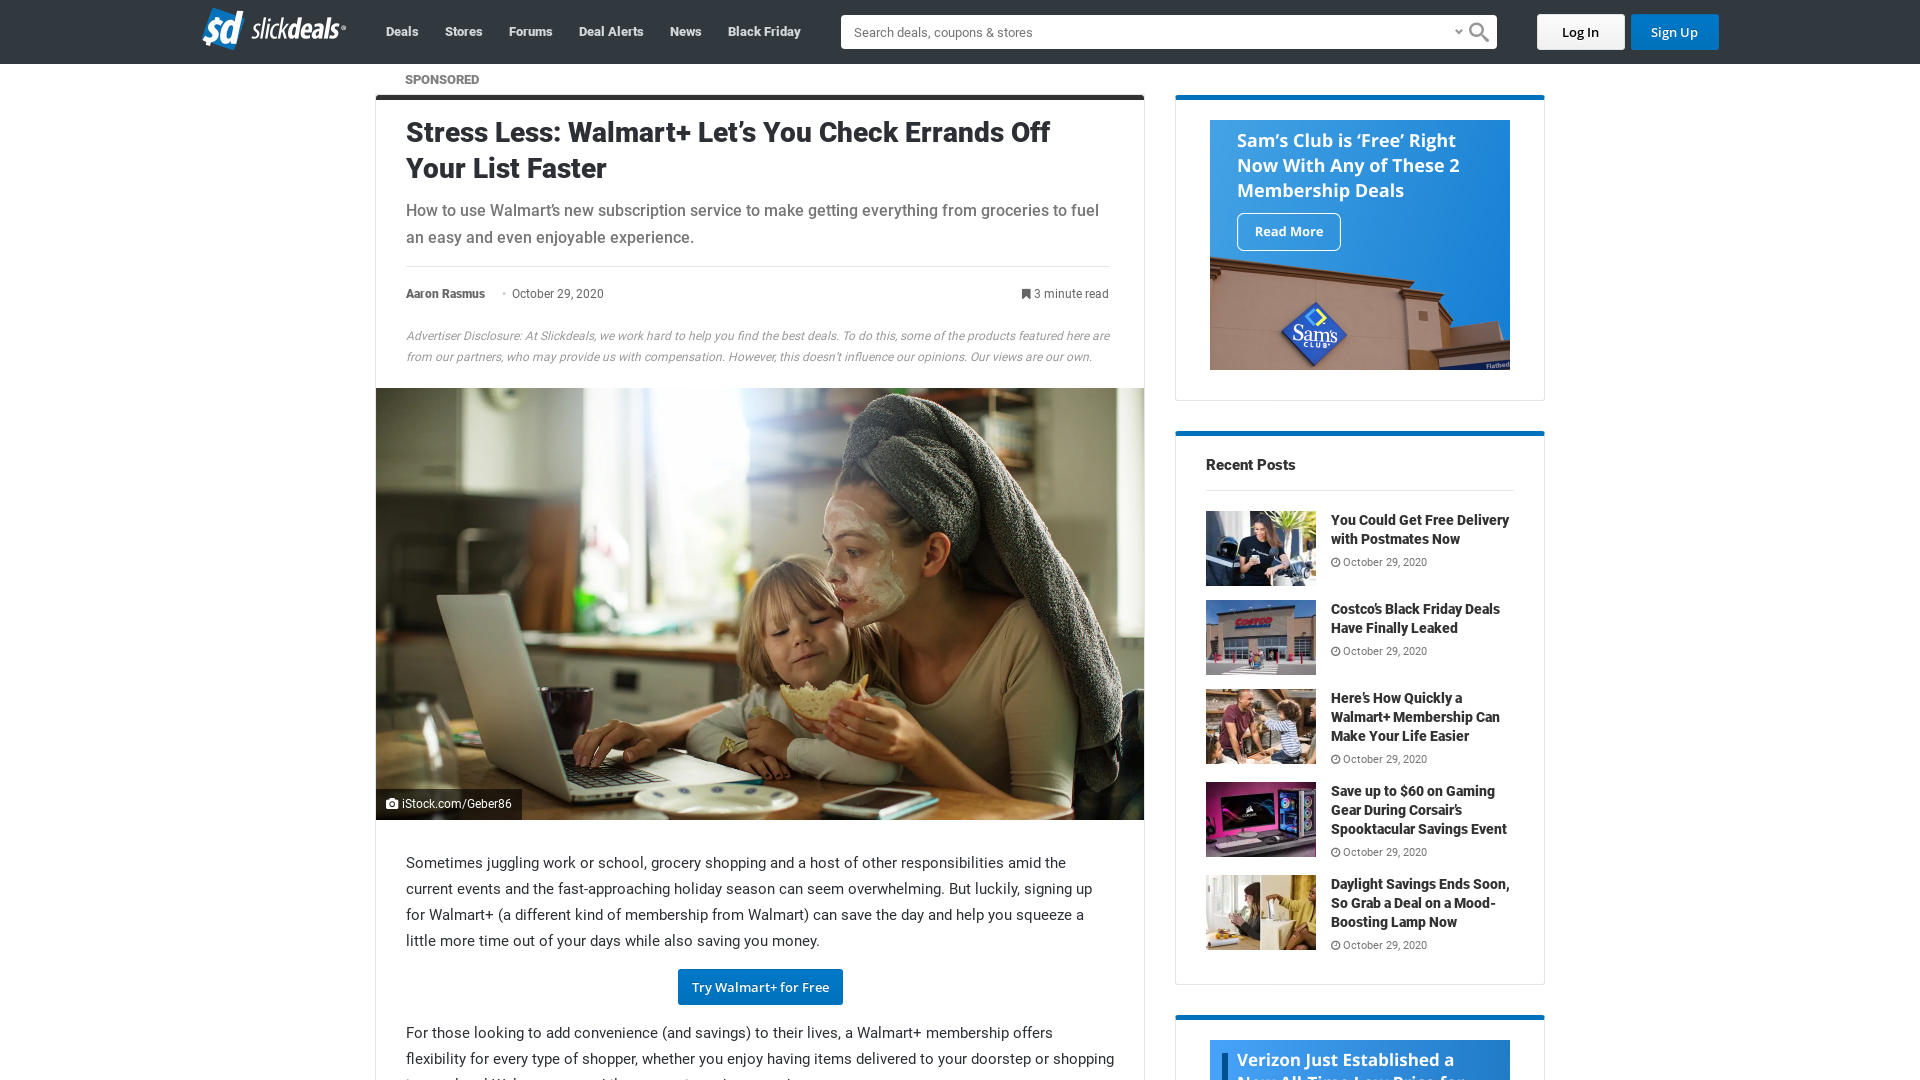 slickdeals
Deals
Stores
Forums
Deal Alerts
News
Black Friday
Search deals, coupons & stores
Log In
Sign Up
SPONSORED
Stress Less: Walmart+ Let’s You Check Errands Off
Your List Faster
How to use Walmart’s new subscription service to make getting everything from groceries to fuel
an easy and even enjoyable experience.
Aaron Rasmus
October 29, 2020
3 minute read
Advertiser Disclosure: At Slickdeals, we work hard to help you find the best deals. To do this, some of the products featured here are
from our partners, who may provide us with compensation. However, this doesn’t influence our opinions. Our views are our own.
iStock.com/Geber86
Sometimes juggling work or school, grocery shopping and a host of other responsibilities amid the
current events and the fast-approaching holiday season can seem overwhelming. But luckily, signing up
for Walmart+ (a different kind of membership from Walmart) can save the day and help you squeeze a
little more time out of your days while also saving you money.
Try Walmart+ for Free
For those looking to add convenience (and savings) to their lives, a Walmart+ membership offers
flexibility for every type of shopper, whether you enjoy having items delivered to your doorstep or shopping
Sam’s Club is ‘Free’ Right
Now With Any of These 2
Membership Deals
Read More
Sam's
CLUB
Flatbed
Recent Posts
You Could Get Free Delivery
with Postmates Now
October 29, 2020
COSTCO
Costco’s Black Friday Deals
Have Finally Leaked
October 29, 2020
Here’s How Quickly a
Walmart+ Membership Can
Make Your Life Easier
October 29, 2020
Save up to $60 on Gaming
Gear During Corsair’s
Spooktacular Savings Event
October 29, 2020
Daylight Savings Ends Soon,
So Grab a Deal on a Mood-
Boosting Lamp Now
October 29, 2020
Verizon Just Established a